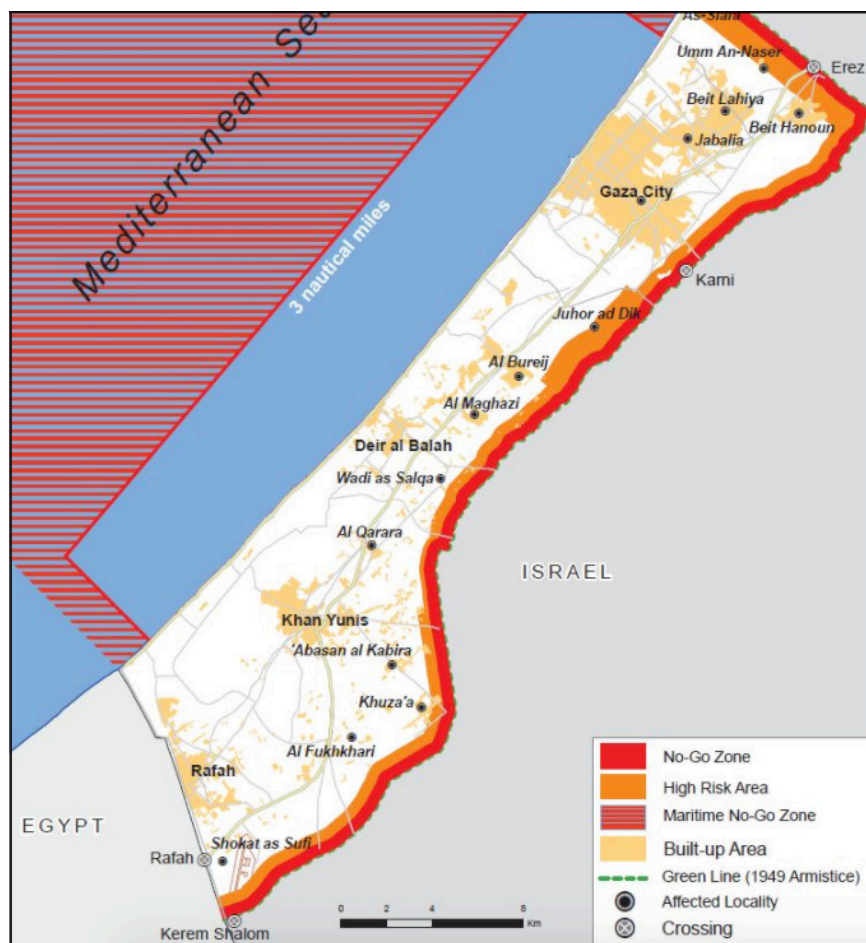 Mediterranean Sea
3 nautical miles
As-Siafa
Umm An-Naser
Erez
Beit Lahiya
Beit Hanoun
Jabalia
Gaza City
Karni
Juhor ad Dik
Al Bureij
Al Maghazi
Deir al Balah
Wadi as Salqa
Al Qarara
ISRAEL
Khan Yunis
'Abasan al Kabira
Khuza'a
Al Fukhkhari
Rafah
EGYPT
Shokat as Sufi
Rafah
Kerem Shalom
0 2 4 8
Km
No-Go Zone
High Risk Area
Maritime No-Go Zone
Built-up Area
Green Line (1949 Armistice)
Affected Locality
Crossing